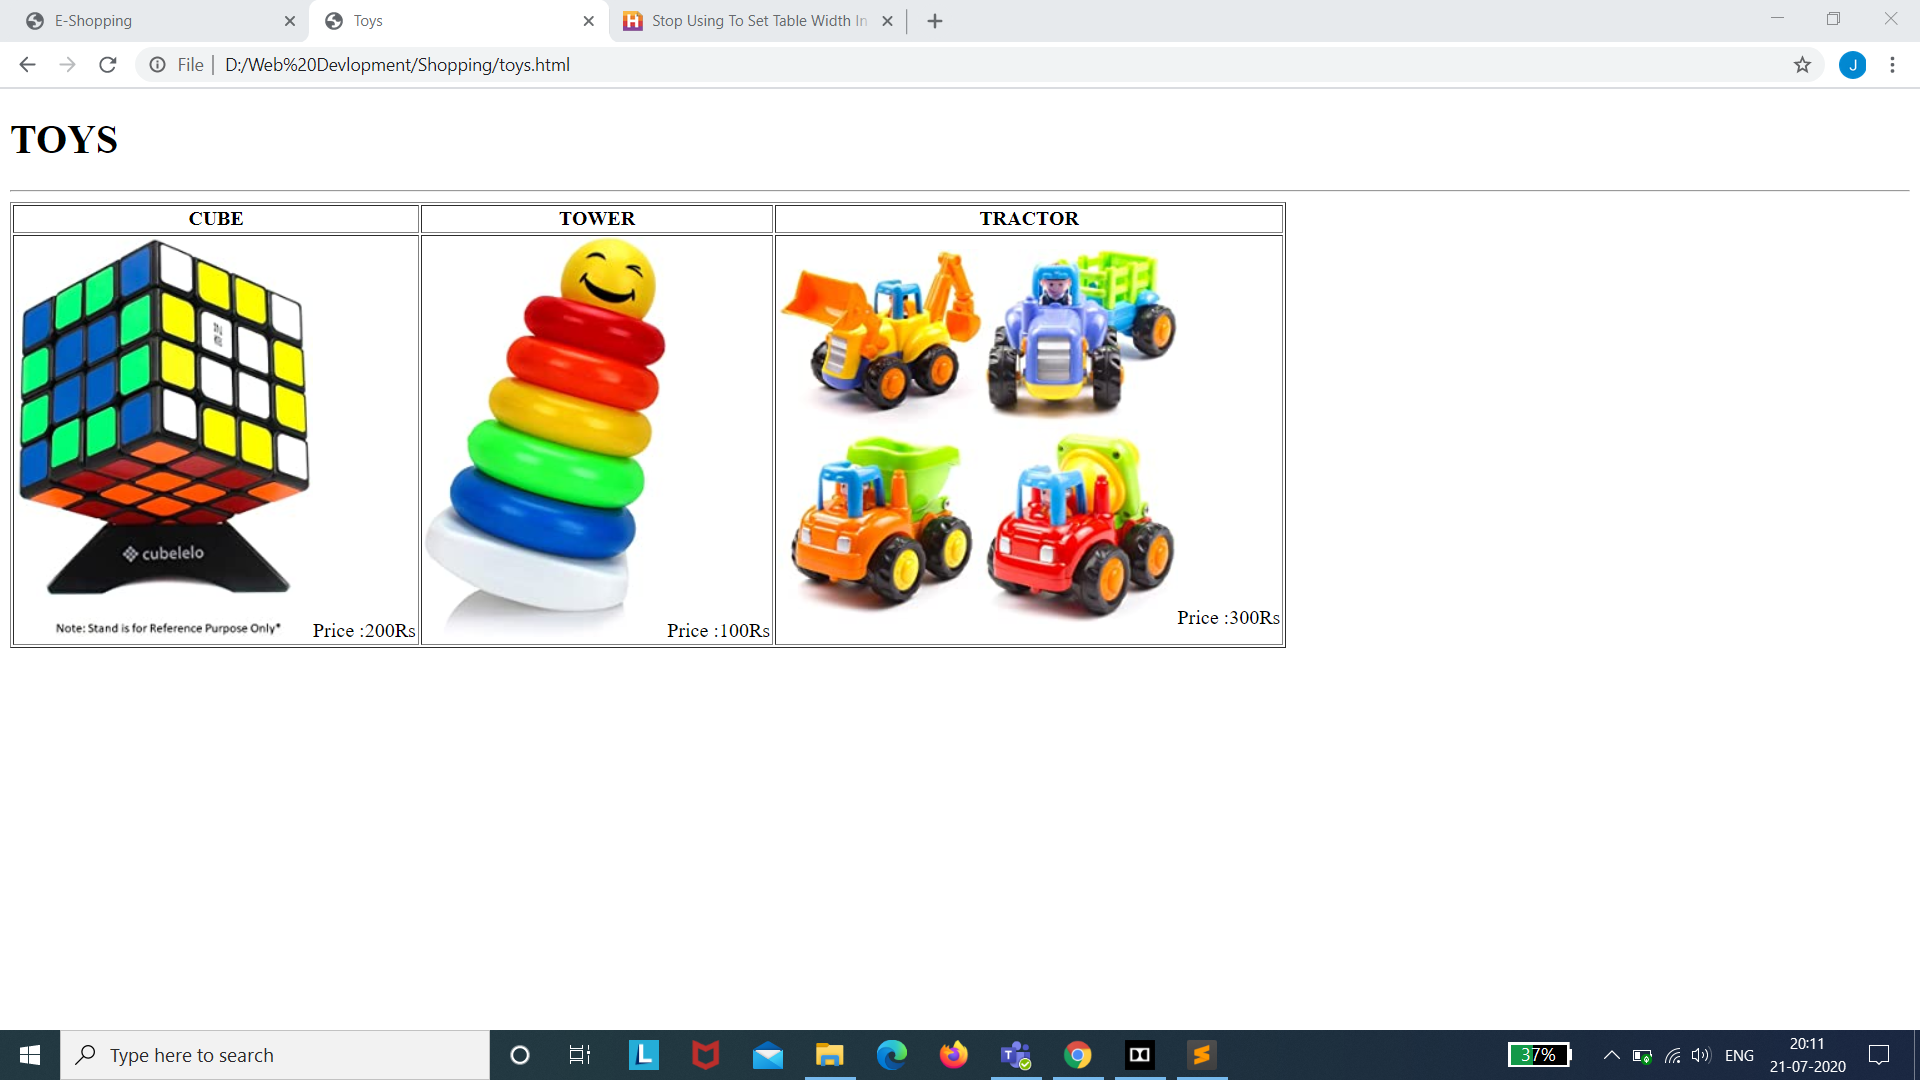 E-Shopping
Toys
Stop Using To Set Table Width In
File
D:/Web%20Devlopment/Shopping/toys.html
J
TOYS
CUBE TOWER TRACTOR
cubelelo
Note: Stand is for Reference Purpose Only*
Price :200Rs
Price :100Rs
Price :300Rs
Type here to search
37%
ENG
20:11
21-07-2020